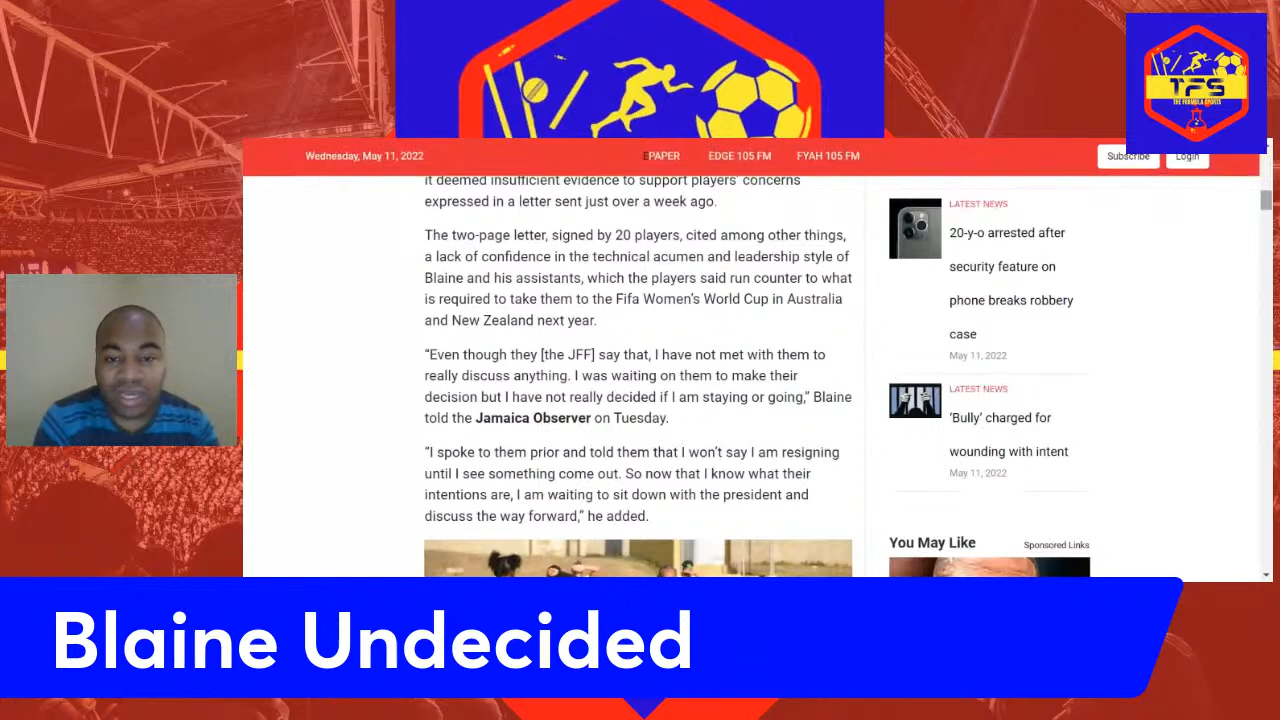 TFS
THE FORMULA SPORTS
Wednesday, May 11, 2022
EPAPER
EDGE 105 FM
FYAH 105 FM
Subscribe
Login
it deemed insufficient evidence to support players' concerns
expressed in a letter sent just over a week ago.
The two-page letter, signed by 20 players, cited among other things,
a lack of confidence in the technical acumen and leadership style of
Blaine and his assistants, which the players said run counter to what
is required to take them to the Fifa Women's World Cup in Australia
and New Zealand next year.
“Even though they [the JFF] say that, I have not met with them to
really discuss anything. I was waiting on them to make their
decision but I have not really decided if I am staying or going,” Blaine
told the Jamaica Observer on Tuesday.
“I spoke to them prior and told them that I won't say I am resigning
until I see something come out. So now that I know what their
intentions are, I am waiting to sit down with the president and
discuss the way forward,” he added.
LATEST NEWS
20-y-o arrested after
security feature on
phone breaks robbery
case
May 11, 2022
LATEST NEWS
‘Bully’ charged for
wounding with intent
May 11, 2022
You May Like
Sponsored Links
Blaine Undecided